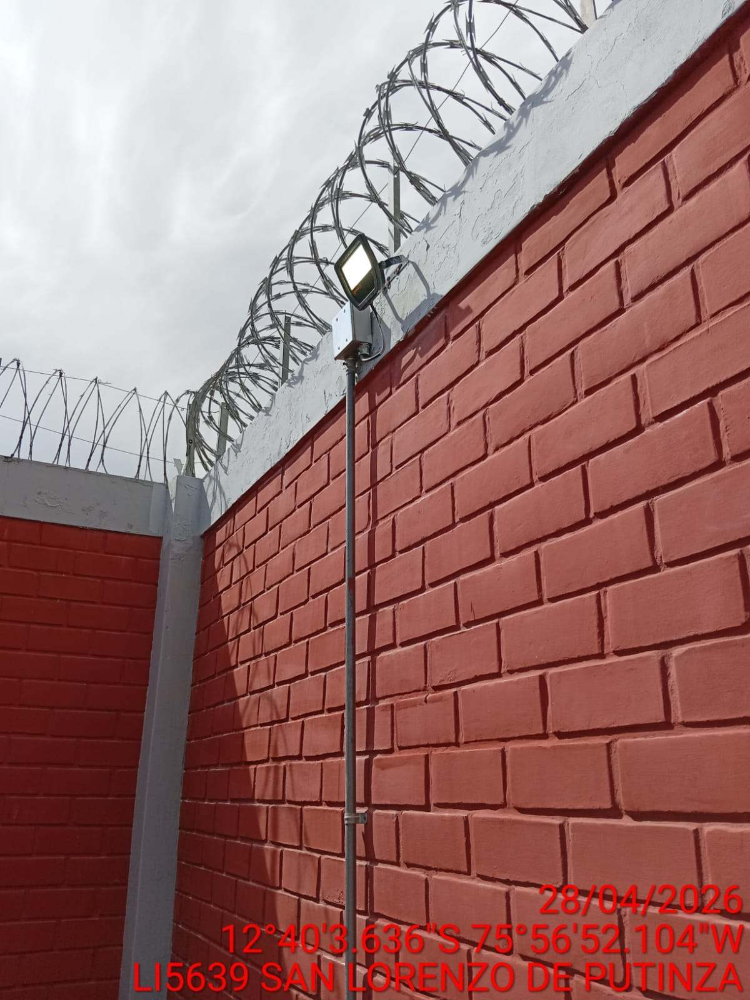 28/04/2026
12°40'3.636"S 75°56'52.104"W
LI5639 SAN LORENZO DE PUTINZA